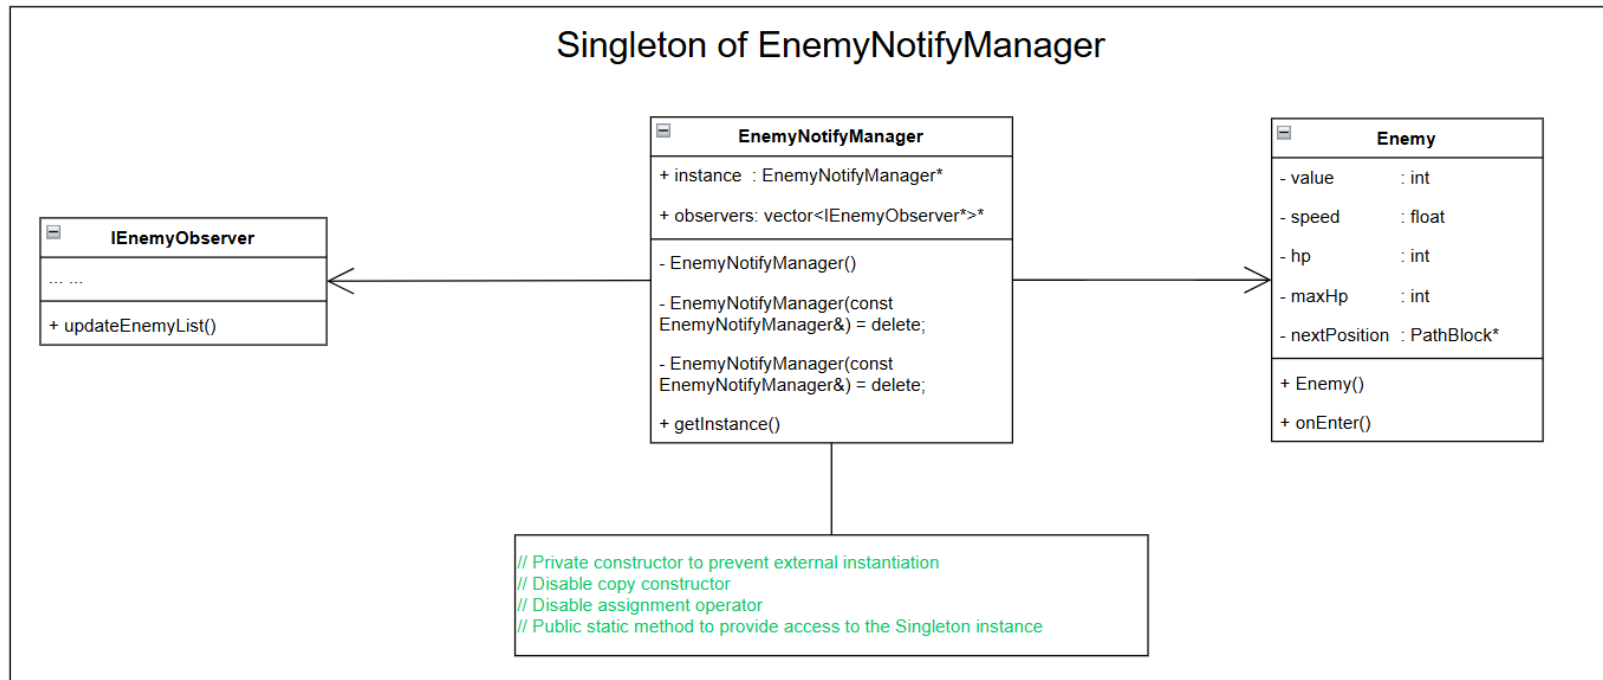 Singleton of EnemyNotifyManager
IEnemyObserver
... ...
+ updateEnemyList()
EnemyNotifyManager
+ instance : EnemyNotifyManager*
+ observers: vector<IEnemyObserver*>*
- EnemyNotifyManager()
- EnemyNotifyManager(const
EnemyNotifyManager&) = delete;
- EnemyNotifyManager(const
EnemyNotifyManager&) = delete;
+ getInstance()
Enemy
- value : int
- speed : float
- hp : int
- maxHp : int
- nextPosition : PathBlock*
+ Enemy()
+ onEnter()
// Private constructor to prevent external instantiation
// Disable copy constructor
// Disable assignment operator
// Public static method to provide access to the Singleton instance